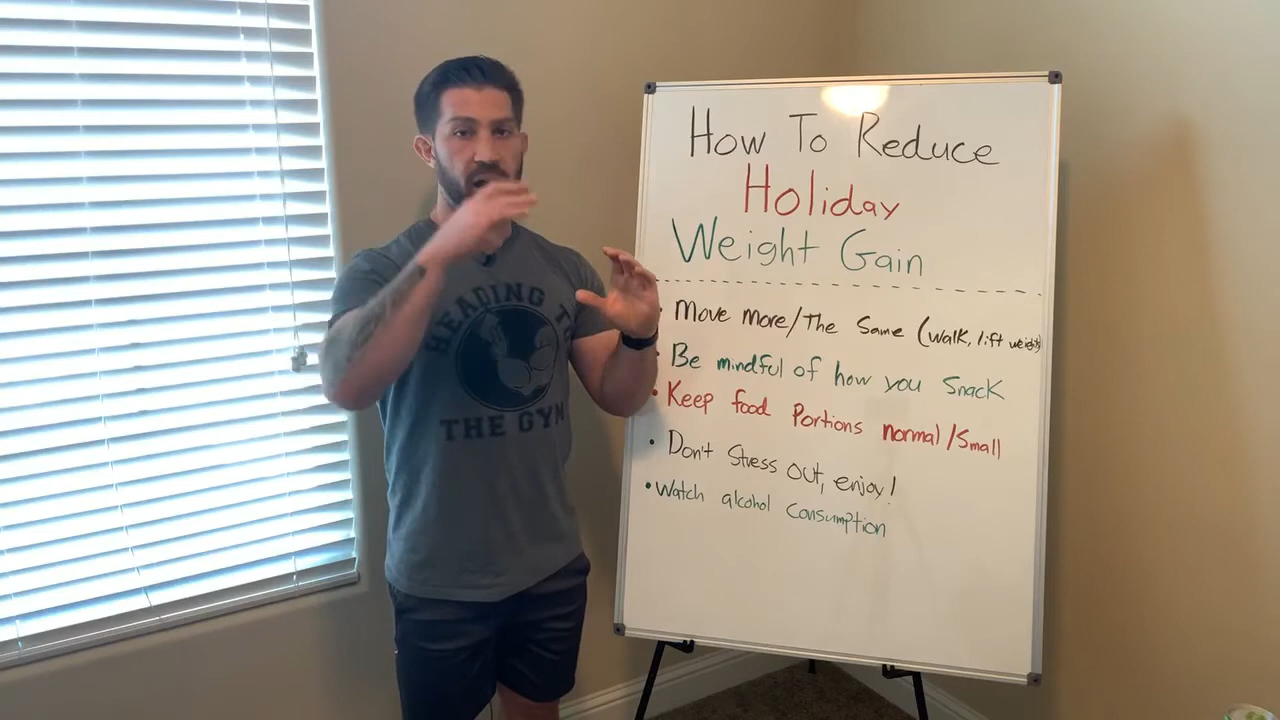 How To Reduce
Holiday
Weight Gain
• Move more/The Same (walk, lift weights)
• Be mindful of how you Snack
• Keep food Portions normal/Small
• Don't Stress out, enjoy!
• Watch alcohol Consumption
HEADING TO
THE GYM